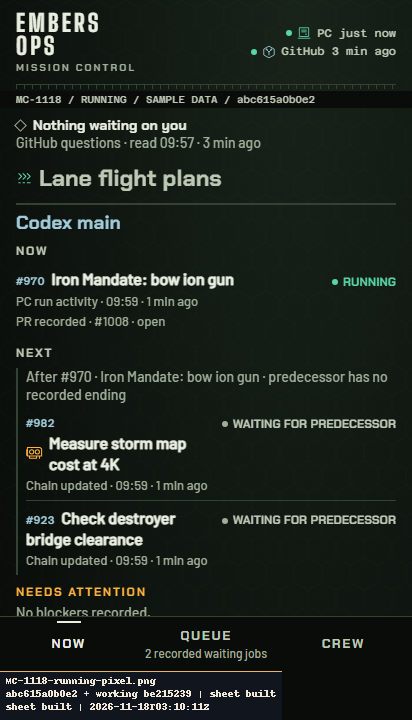 EMBERS
OPS
MISSION CONTROL
PC just now
GitHub 3 min ago
MC-1118 / RUNNING / SAMPLE DATA / abc615a0b0e2
Nothing waiting on you
GitHub questions · read 09:57 · 3 min ago
Lane flight plans
Codex main
NOW
#970 Iron Mandate: bow ion gun
RUNNING
PC run activity · 09:59 · 1 min ago
PR recorded · #1008 · open
NEXT
After #970 · Iron Mandate: bow ion gun · predecessor has no
recorded ending
#982
WAITING FOR PREDECESSOR
Measure storm map
cost at 4K
Chain updated · 09:59 · 1 min ago
#923 Check destroyer
WAITING FOR PREDECESSOR
bridge clearance
Chain updated · 09:59 · 1 min ago
NEEDS ATTENTION
No blockers recorded.
NOW
QUEUE
2 recorded waiting jobs
CREW
MC-1118-running-pixel.png
abc615a0b0e2 + working be215239 | sheet built
sheet built | 2026-11-18T03:10:11Z